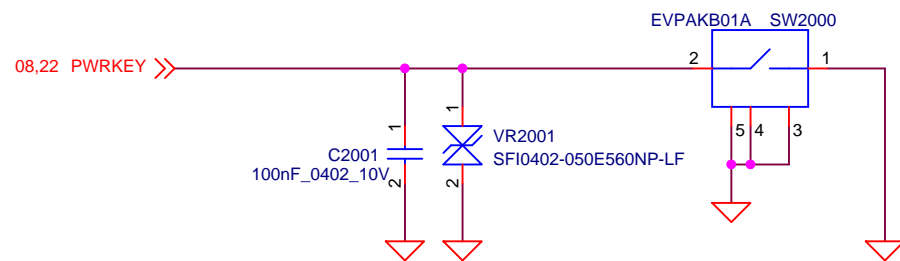 EVPAKB01A SW2000
08,22 PWRKEY
2
1
1
1
5
4
3
VR2001
C2001
SFI0402-050E560NP-LF
100nF_0402_10V
2
2